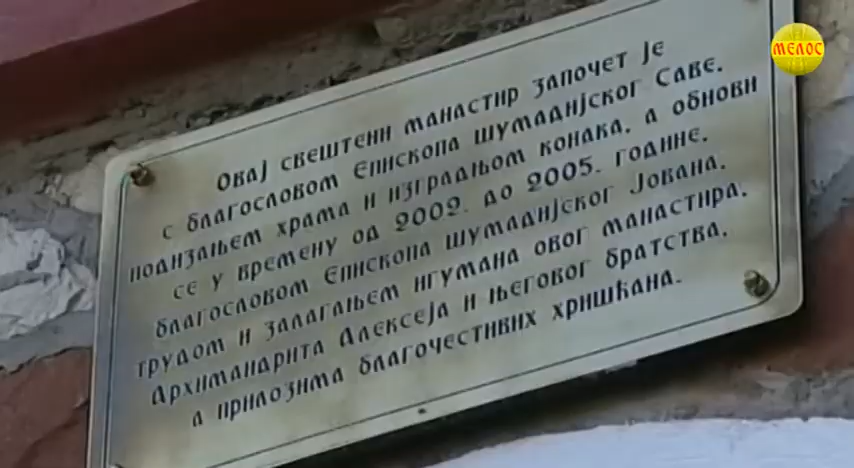 МЕЛОС
Овај свештени манастир започет је
с благословом Епископа шумадијског Саве.
подизањем храма и изградњом конака, а обнови
се у времену од 2002. до 2005. године.
благословом Епископа шумадијског Јована.
трудом и залагањем игумана овог манастира.
Архимандрита Алексеја и његовог братства.
а прилозима благочестивих хришћана.